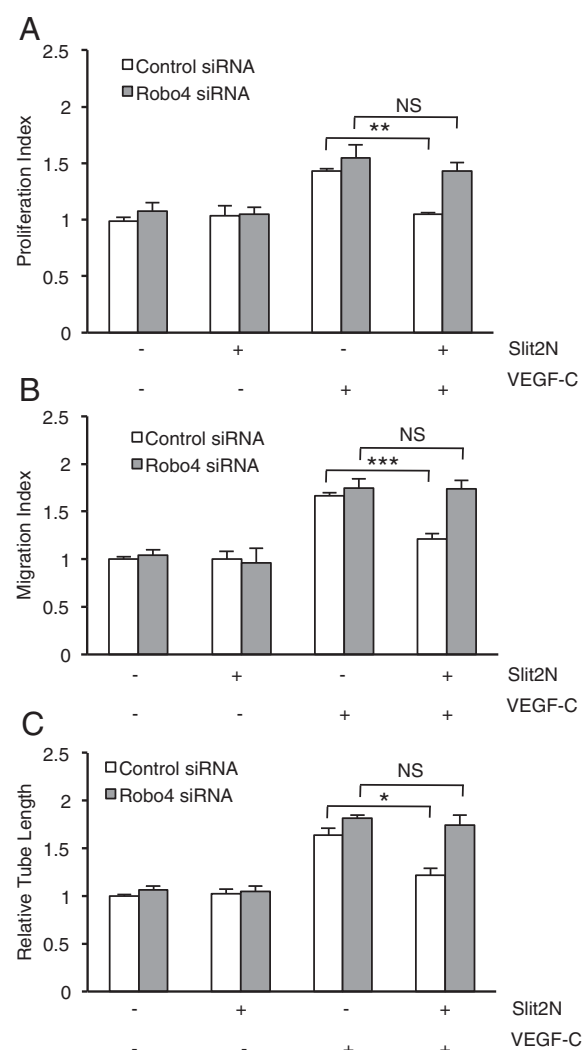 A
2.5
2
1.5
1
0.5
0
Proliferation Index
Control siRNA
Robo4 siRNA
NS
**
- + - + Slit2N
- - + + VEGF-C
B
2.5
2
1.5
1
0.5
0
Migration Index
Control siRNA
Robo4 siRNA
NS
***
- + - + Slit2N
- - + + VEGF-C
C
2.5
2
1.5
1
0.5
0
Relative Tube Length
Control siRNA
Robo4 siRNA
NS
*
- + - + Slit2N
- - + + VEGF-C